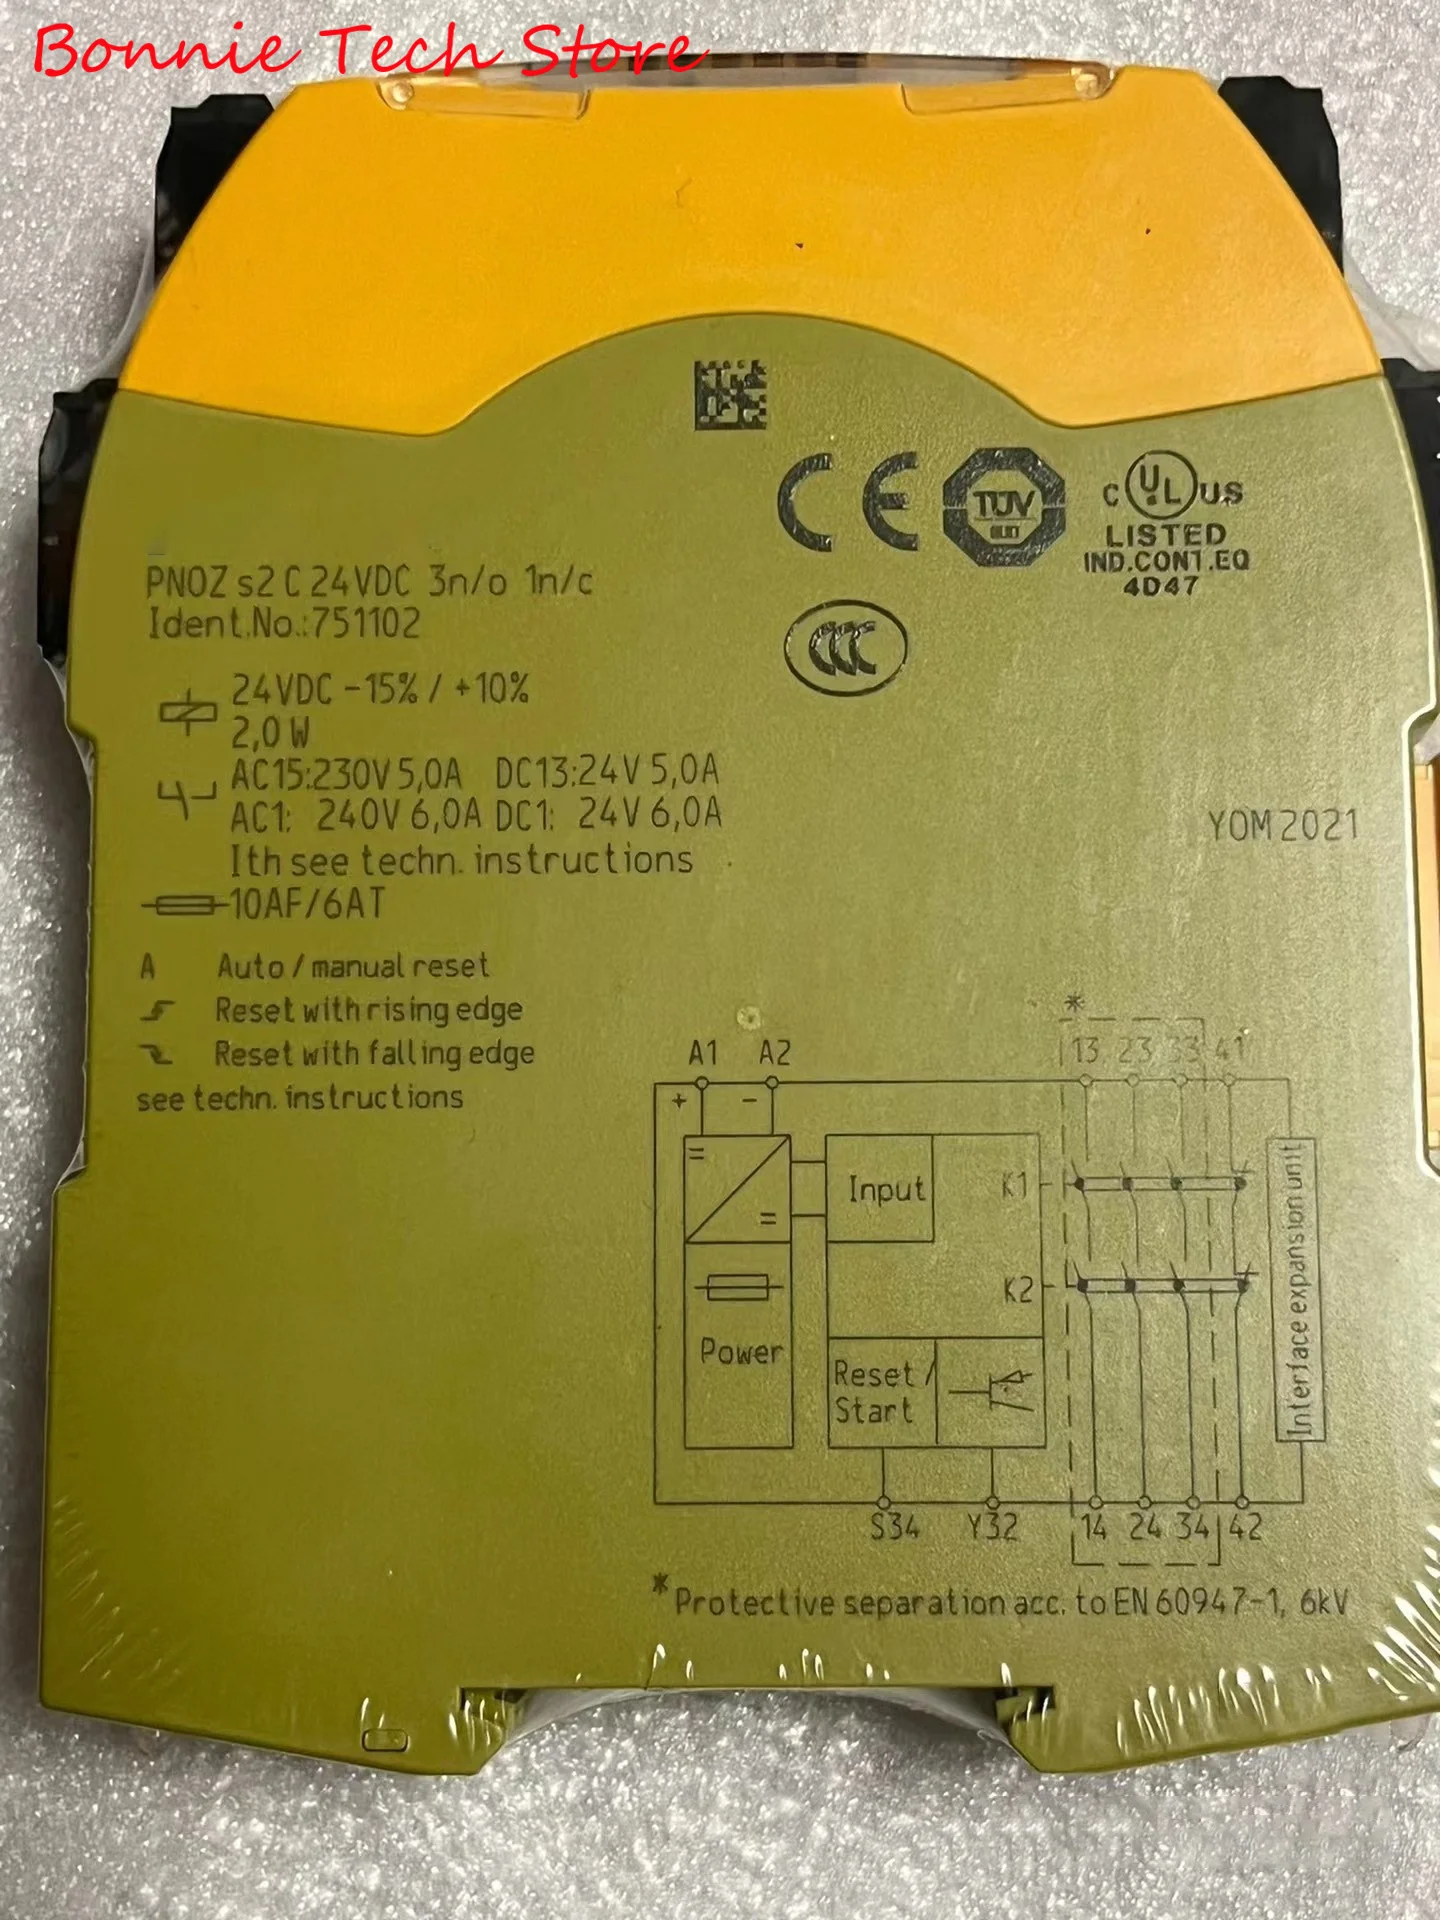 Bonnie Tech Store
CE TÜV SÜD C UL US
LISTED
IND.CONT.EQ
4D47
CCC
PNOZ s2 C 24VDC 3n/o 1n/c
Ident.No.:751102
24VDC -15% / +10%
2,0 W
AC15:230V 5,0A DC13:24V 5,0A
AC1: 240V 6,0A DC1: 24V 6,0A
Ith see techn. instructions
10AF/6AT
YOM 2021
A Auto / manual reset
Reset with rising edge
Reset with falling edge
see techn. instructions
*
A1 A2 13 23 33 41
+ -
= =
Input
K1
K2
Power
Reset /
Start
Interface expansion unit
S34 Y32 14 24 34 42
* Protective separation acc. to EN 60947-1, 6kV